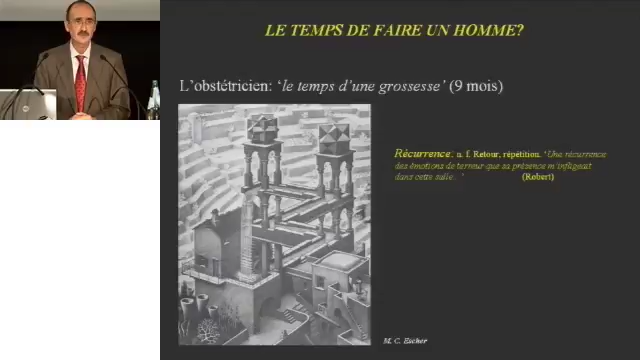 LE TEMPS DE FAIRE UN HOMME?
L'obstétricien: ‘le temps d'une grossesse’ (9 mois)
Récurrence: n. f. Retour, répétition. ‘Une récurrence
des émotions de terreur que sa présence m'infligeait
dans cette salle. ’ (Robert)
M. C. Escher